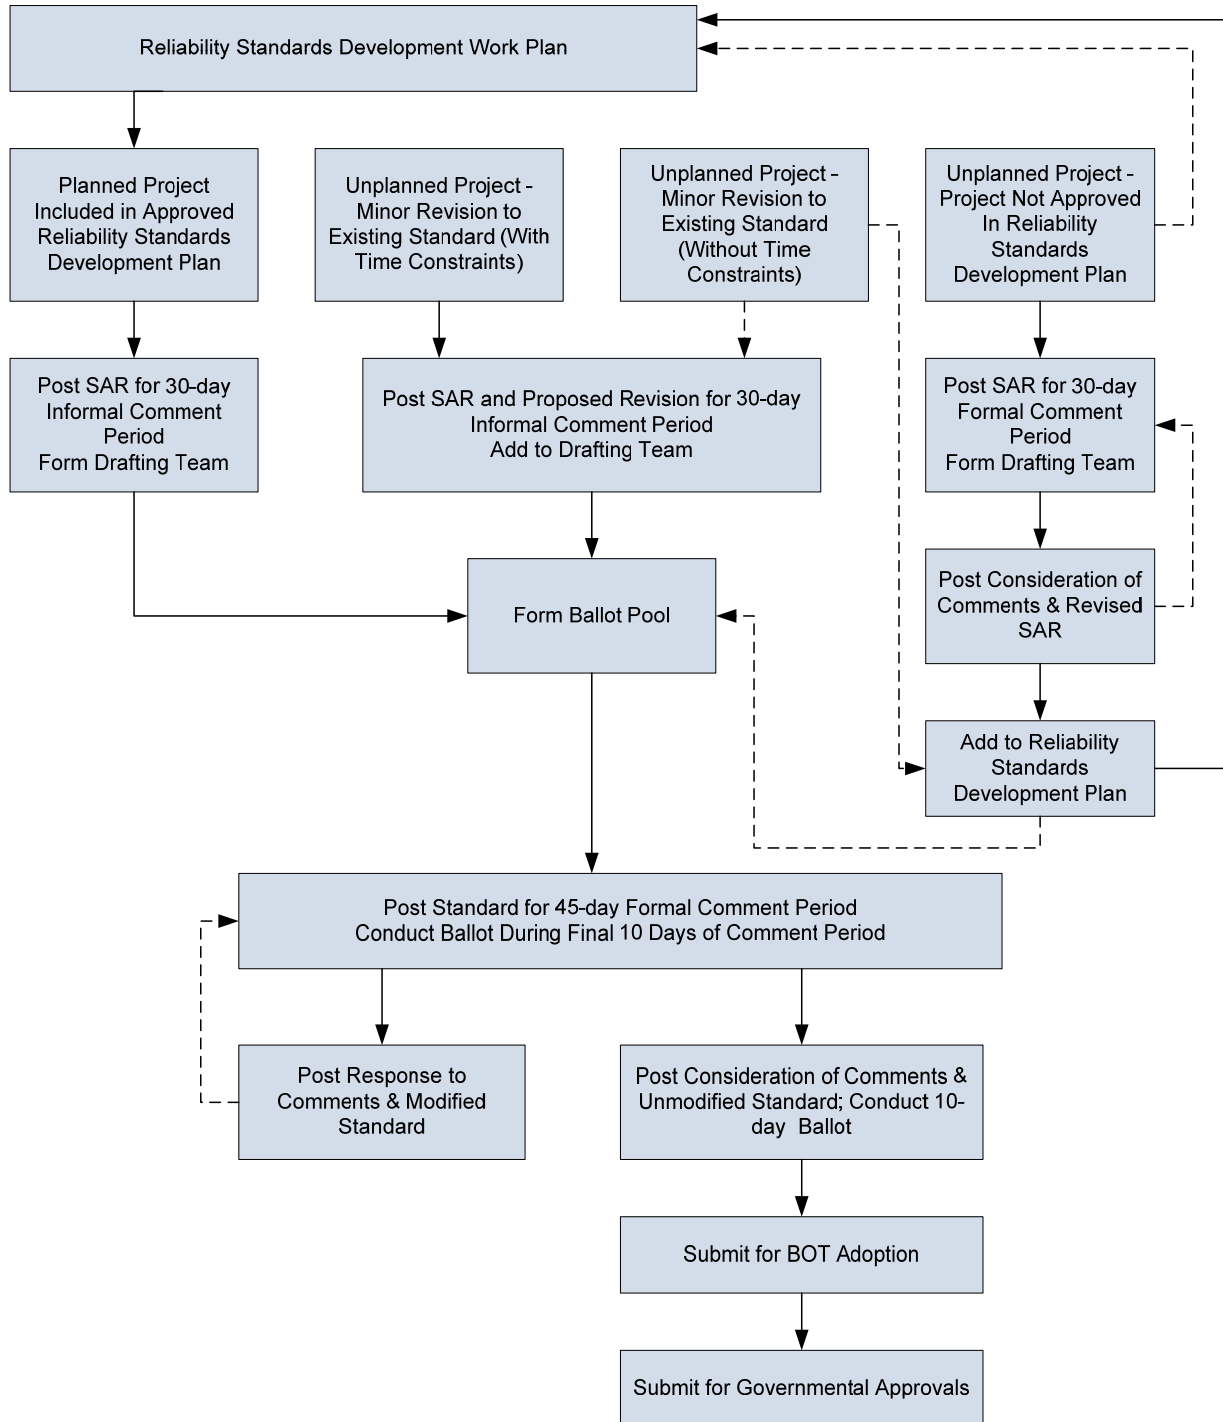 Reliability Standards Development Work Plan
Planned Project
Included in Approved
Reliability Standards
Development Plan
Unplanned Project -
Minor Revision to
Existing Standard (With
Time Constraints)
Unplanned Project -
Minor Revision to
Existing Standard
(Without Time
Constraints)
Unplanned Project -
Project Not Approved
In Reliability
Standards
Development Plan
Post SAR for 30-day
Informal Comment
Period
Form Drafting Team
Post SAR and Proposed Revision for 30-day
Informal Comment Period
Add to Drafting Team
Post SAR for 30-day
Formal Comment
Period
Form Drafting Team
Form Ballot Pool
Post Consideration of
Comments & Revised
SAR
Add to Reliability
Standards
Development Plan
Post Standard for 45-day Formal Comment Period
Conduct Ballot During Final 10 Days of Comment Period
Post Response to
Comments & Modified
Standard
Post Consideration of Comments &
Unmodified Standard; Conduct 10-
day Ballot
Submit for BOT Adoption
Submit for Governmental Approvals